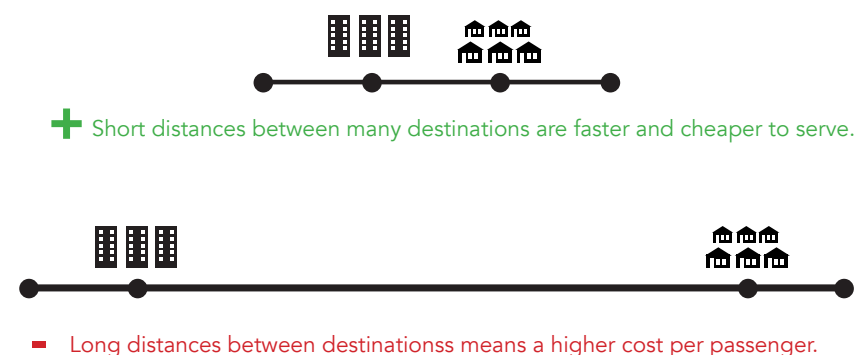 + Short distances between many destinations are faster and cheaper to serve.
- Long distances between destinationss means a higher cost per passenger.